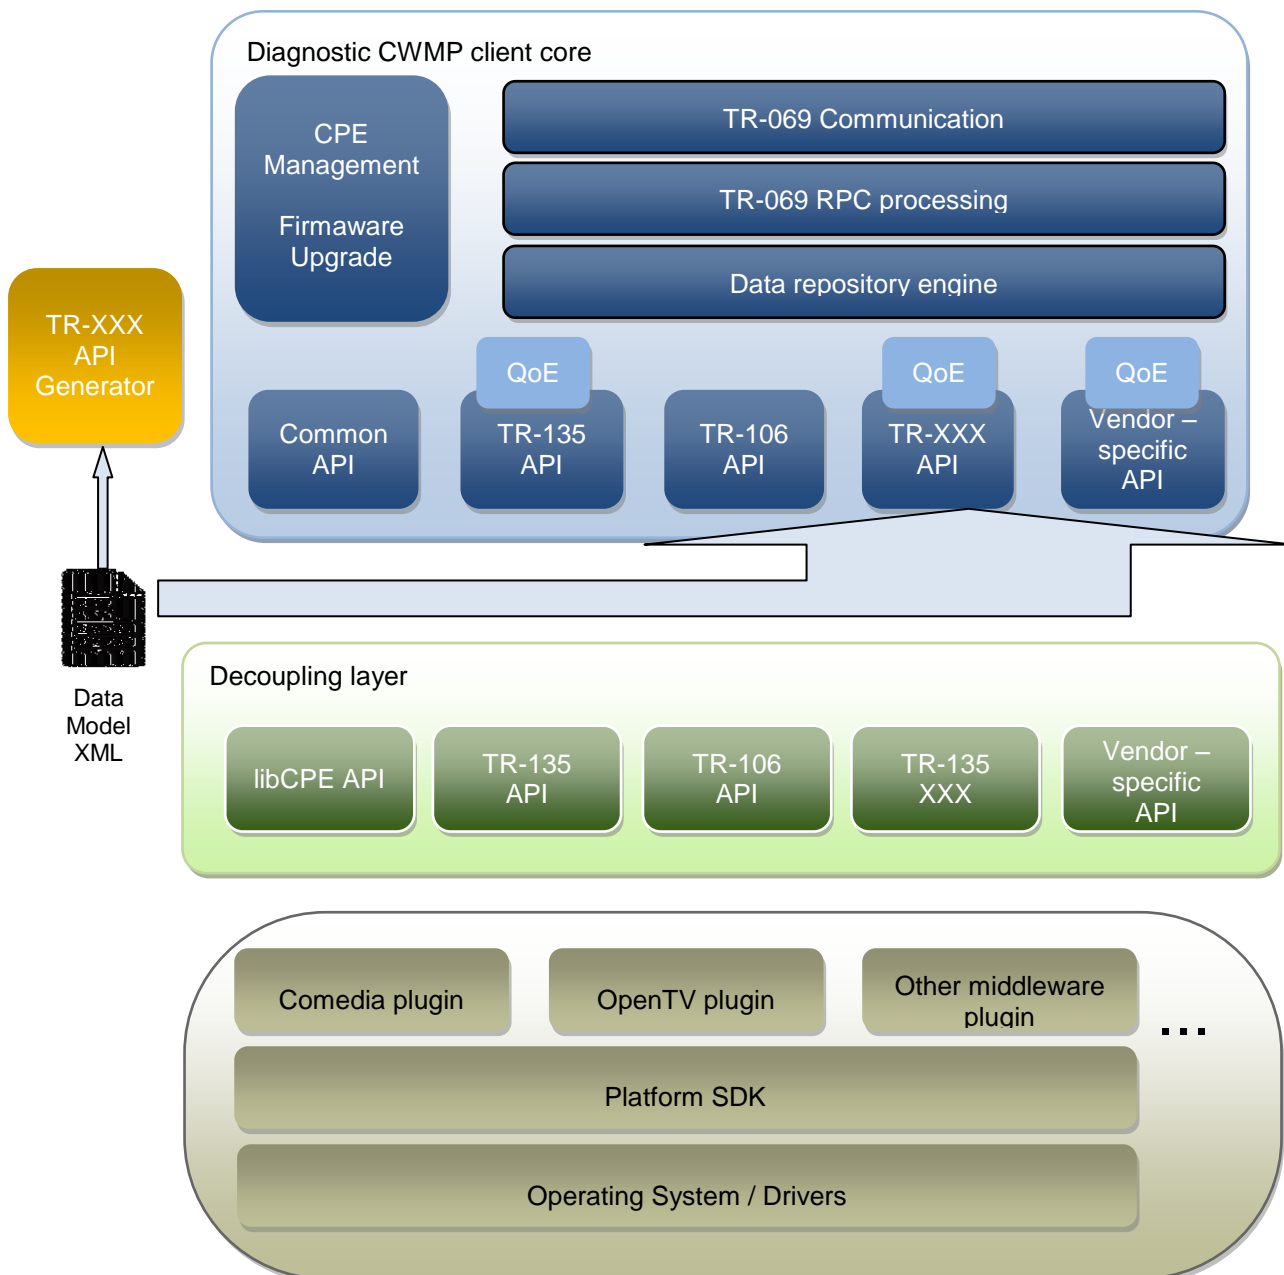 Diagnostic CWMP client core
CPE
Management
Firmaware
Upgrade
TR-069 Communication
TR-069 RPC processing
Data repository engine
TR-XXX
API
Generator
QoE
QoE
QoE
Common
API
TR-135
API
TR-106
API
TR-XXX
API
Vendor –
specific
API
Data
Model
XML
Decoupling layer
libCPE API
TR-135
API
TR-106
API
TR-135
XXX
Vendor –
specific
API
Comedia plugin
OpenTV plugin
Other middleware
plugin
...
Platform SDK
Operating System / Drivers